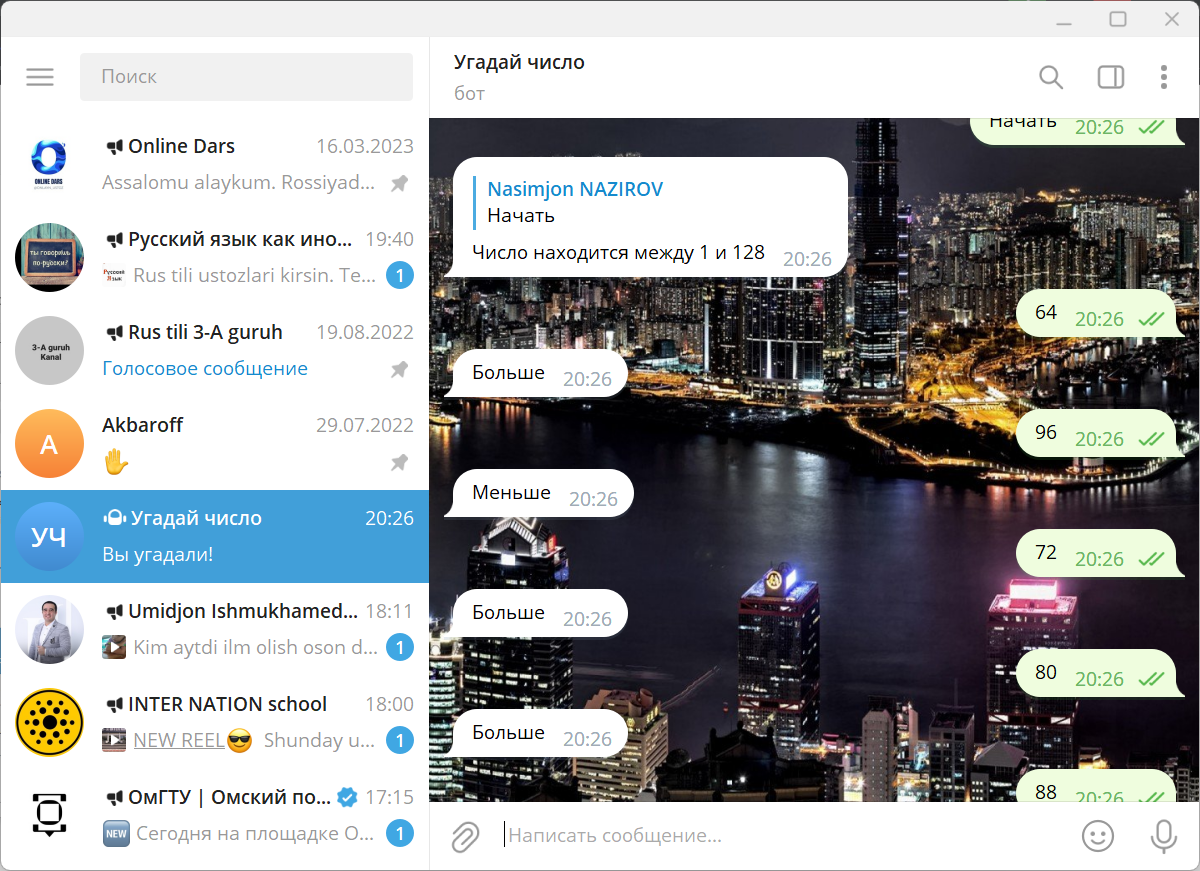 Поиск
Online Dars
16.03.2023
Assalomu alaykum. Rossiyad...
ONLINE DARS
Русский язык как ино...
19:40
Rus tili ustozlari kirsin. Te...
1
ты говоришь
по-русски?
Русский
Язык
Rus tili 3-A guruh
19.08.2022
Голосовое сообщение
3-A guruh
Kanal
Akbaroff
29.07.2022
A
Угадай число
20:26
Вы угадали!
УЧ
Umidjon Ishmukhamed...
18:11
Kim aytdi ilm olish oson d...
1
INTER NATION school
18:00
NEW REEL😎 Shunday u...
1
ОмГТУ | Омский по...
17:15
NEW Сегодня на площадке О...
1
Угадай число
бот
Начать 20:26
Nasimjon NAZIROV
Начать
Число находится между 1 и 128 20:26
64 20:26
Больше 20:26
96 20:26
Меньше 20:26
72 20:26
Больше 20:26
80 20:26
Больше 20:26
88 20:26
Написать сообщение...